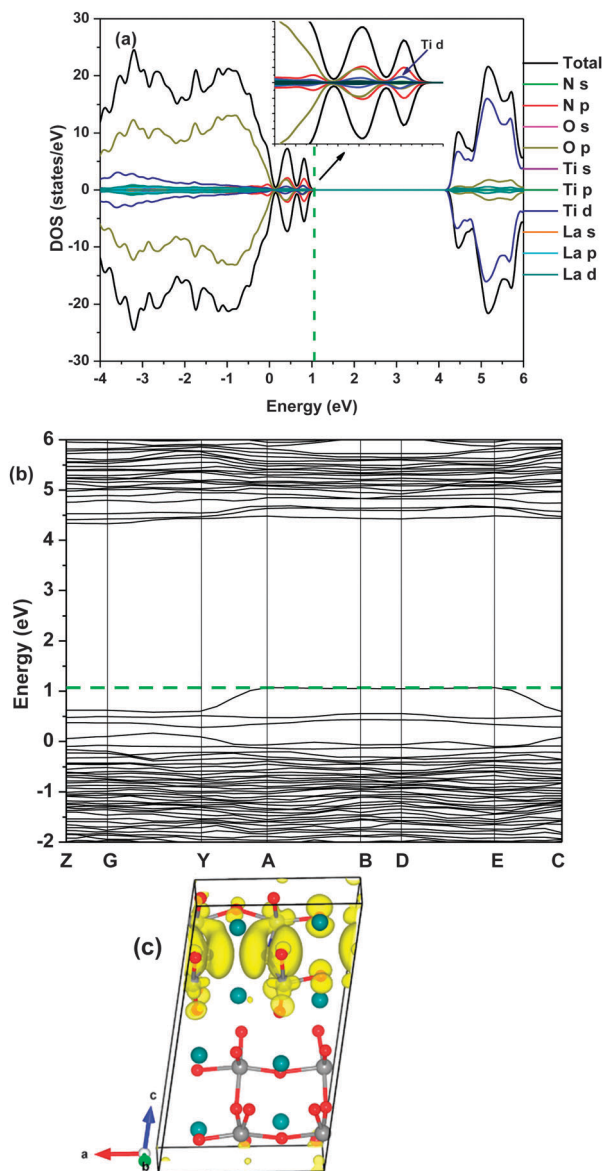 (a)
DOS (states/eV)
30
20
10
0
-10
-20
-30
-4 -3 -2 -1 0 1 2 3 4 5 6
Energy (eV)
Ti d
Total
N s
N p
O s
O p
Ti s
Ti p
Ti d
La s
La p
La d
(b)
Energy (eV)
6
5
4
3
2
1
0
-1
-2
Z G Y A B D E C
(c)
c
a
b